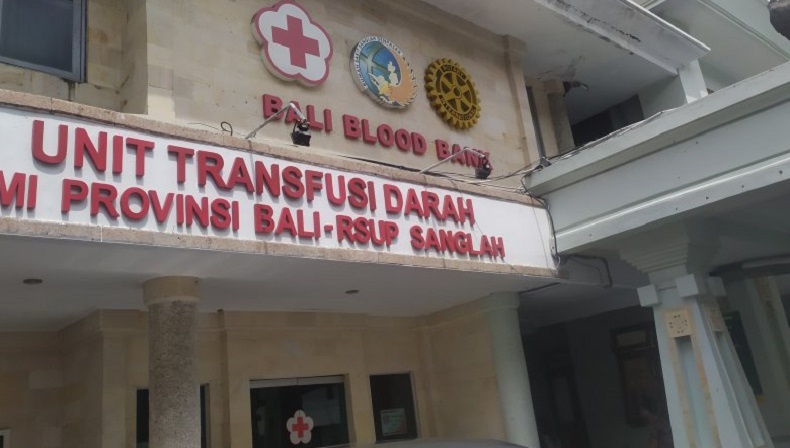 BALI BLOOD BANK
UNIT TRANSFUSI DARAH
MI PROVINSI BALI-RSUP SANGLAH